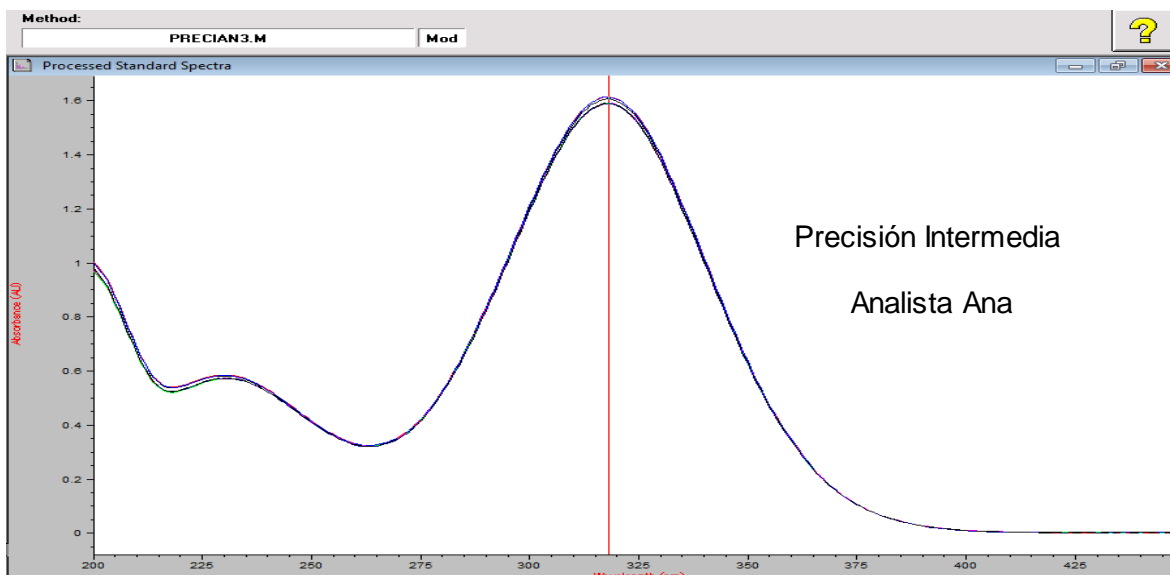 Method:
PRECIAN3.M Mod
Processed Standard Spectra
1.6
1.4
1.2
1
0.8
0.6
0.4
0.2
0
Absorbance (AU)
Precisión Intermedia
Analista Ana
200 225 250 275 300 325 350 375 400 425
Wavelength (nm)